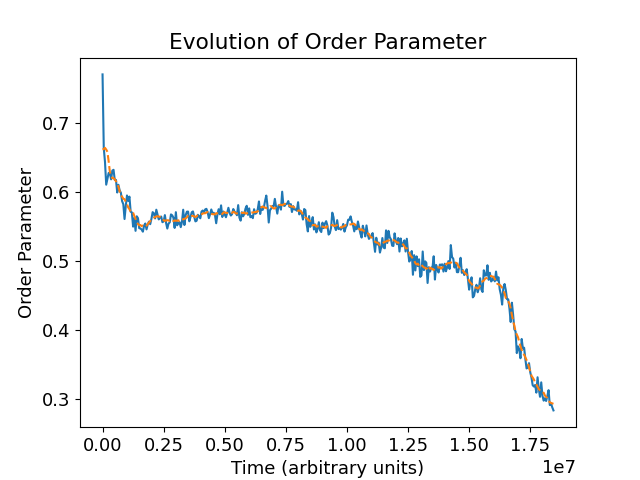 Evolution of Order Parameter
Order Parameter
0.7
0.6
0.5
0.4
0.3
0.00 0.25 0.50 0.75 1.00 1.25 1.50 1.75
1e7
Time (arbitrary units)